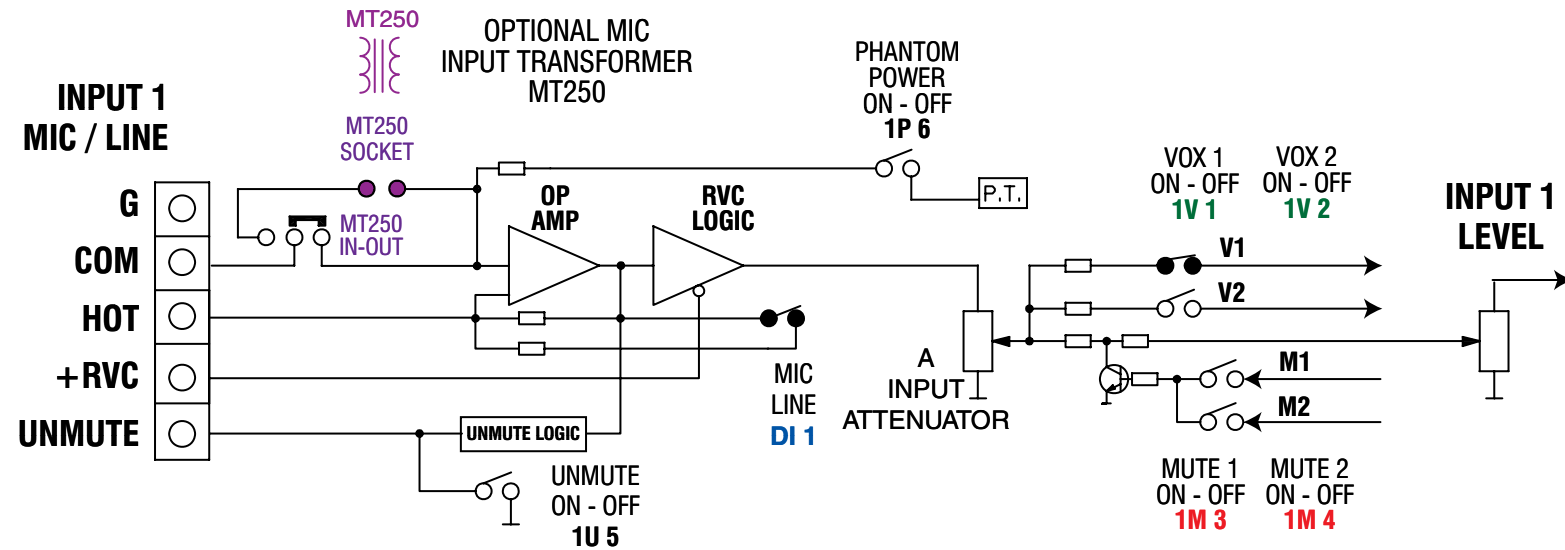 MT250
OPTIONAL MIC
INPUT TRANSFORMER
MT250
INPUT 1
MIC / LINE
MT250
SOCKET
MT250
IN-OUT
G
COM
HOT
+RVC
UNMUTE
OP
AMP
RVC
LOGIC
PHANTOM
POWER
ON - OFF
1P 6
P.T.
UNMUTE LOGIC
UNMUTE
ON - OFF
1U 5
MIC
LINE
DI 1
A
INPUT
ATTENUATOR
VOX 1
ON - OFF
1V 1
VOX 2
ON - OFF
1V 2
V1
V2
M1
M2
MUTE 1
ON - OFF
1M 3
MUTE 2
ON - OFF
1M 4
INPUT 1
LEVEL